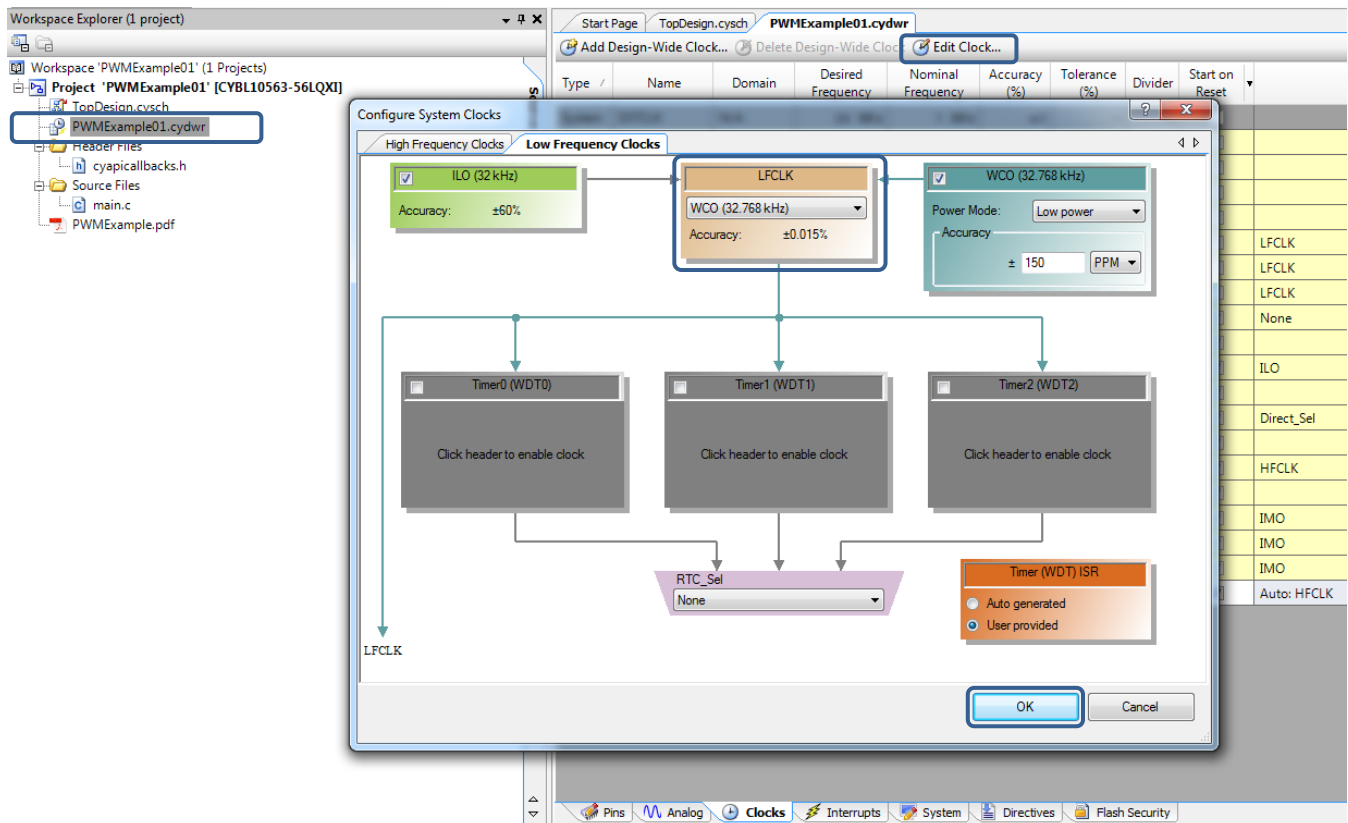 Workspace Explorer (1 project)
Workspace 'PWMExample01' (1 Projects)
Project 'PWMExample01' [CYBL10563-56LQXI]
TopDesign.cysch
PWMExample01.cydwr
Header Files
cyapicallbacks.h
Source Files
main.c
PWMExample.pdf
Start Page TopDesign.cysch PWMExample01.cydwr
Add Design-Wide Clock... Delete Design-Wide Edit Clock...
Type / Name Domain Desired Frequency Nominal Frequency Accuracy (%) Tolerance (%) Divider Start on Reset
Configure System Clocks
High Frequency Clocks Low Frequency Clocks
ILO (32 kHz)
Accuracy: ±60%
LFCLK
WCO (32.768 kHz)
Accuracy: ±0.015%
WCO (32.768 kHz)
Power Mode: Low power
Accuracy
± 150 PPM
Timer0 (WDT0)
Click header to enable clock
Timer1 (WDT1)
Click header to enable clock
Timer2 (WDT2)
Click header to enable clock
RTC_Sel
None
Timer (WDT) ISR
Auto generated
User provided
LFCLK
OK Cancel
LFCLK
LFCLK
LFCLK
None
ILO
Direct_Sel
HFCLK
IMO
IMO
IMO
Auto: HFCLK
Pins Analog Clocks Interrupts System Directives Flash Security